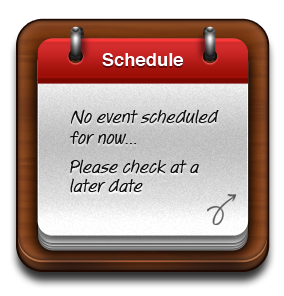 Schedule
No event scheduled
for now...
Please check at a
later date